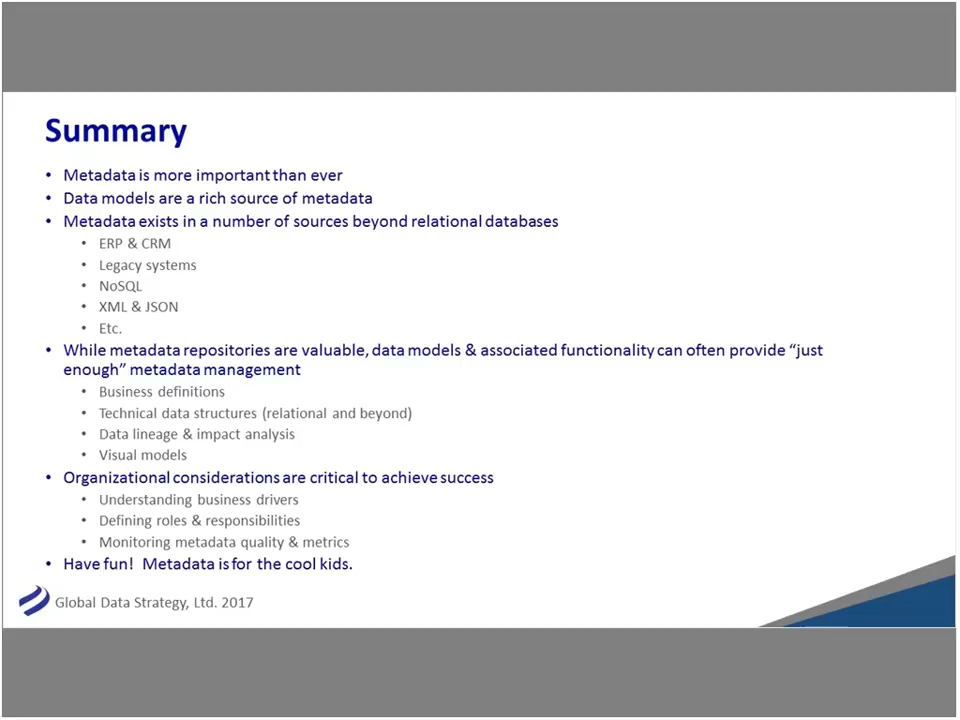 Summary
• Metadata is more important than ever
• Data models are a rich source of metadata
• Metadata exists in a number of sources beyond relational databases
• ERP & CRM
• Legacy systems
• NoSQL
• XML & JSON
• Etc.
• While metadata repositories are valuable, data models & associated functionality can often provide “just
enough” metadata management
• Business definitions
• Technical data structures (relational and beyond)
• Data lineage & impact analysis
• Visual models
• Organizational considerations are critical to achieve success
• Understanding business drivers
• Defining roles & responsibilities
• Monitoring metadata quality & metrics
• Have fun!  Metadata is for the cool kids.
Global Data Strategy, Ltd. 2017